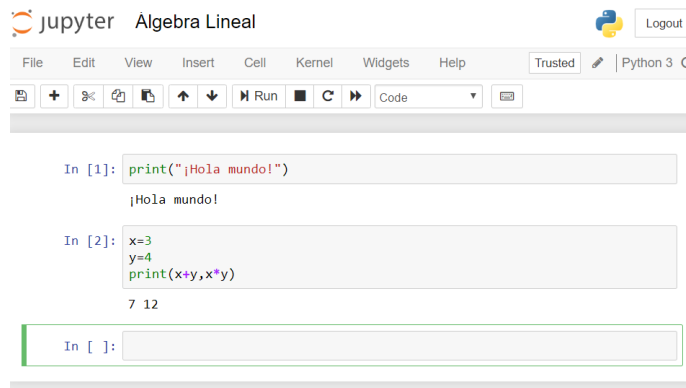 jupyter Álgebra Lineal Logout
File Edit View Insert Cell Kernel Widgets Help Trusted Python 3
Run Code
In [1]: print("¡Hola mundo!")
¡Hola mundo!
In [2]: x=3
y=4
print(x+y,x*y)
7 12
In [ ]: